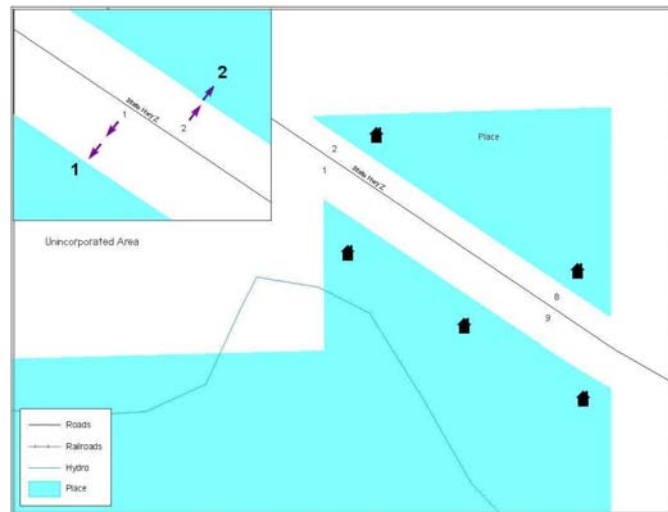 2
State Hwy Z
1
2
1
Place
2
1
State Hwy Z
Unincorporated Area
8
9
Roads
Railroads
Hydro
Place